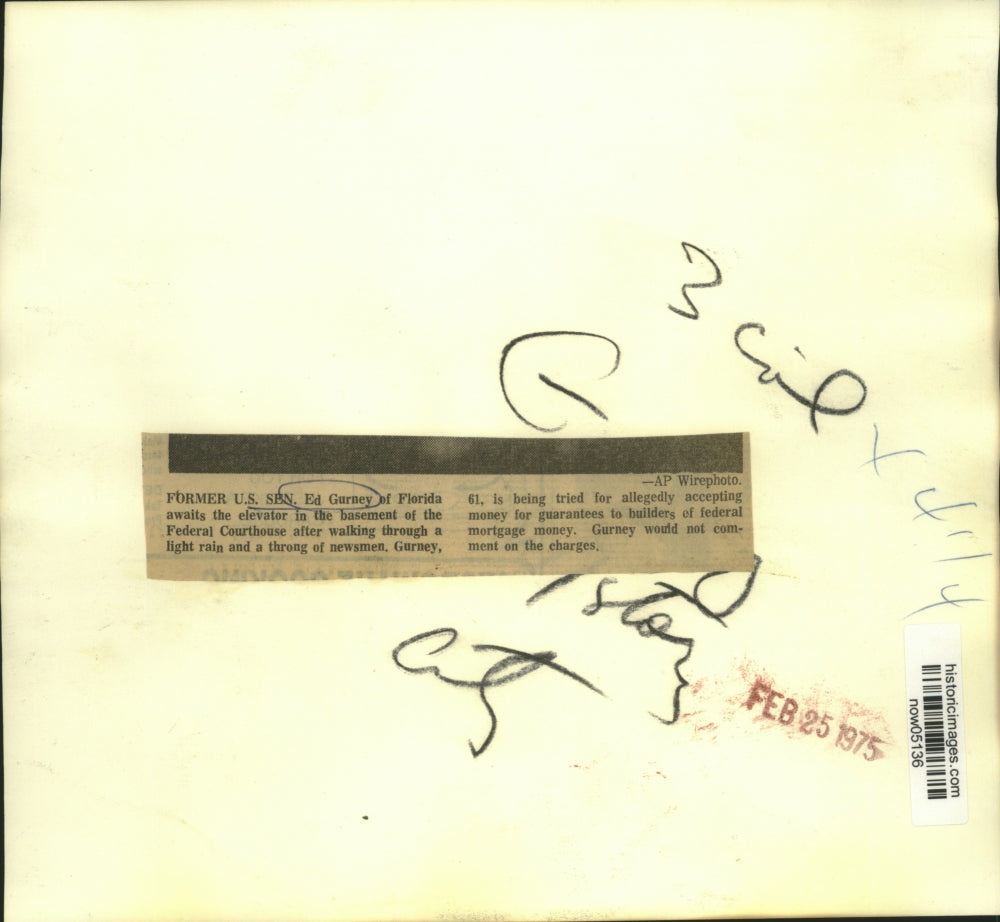 —AP Wirephoto.
FORMER U.S. SEN. Ed Gurney of Florida
awaits the elevator in the basement of the
Federal Courthouse after walking through a
light rain and a throng of newsmen. Gurney,
61, is being tried for allegedly accepting
money for guarantees to builders of federal
mortgage money. Gurney would not com-
ment on the charges.
FEB 25 1975
historicimages.com
now05136